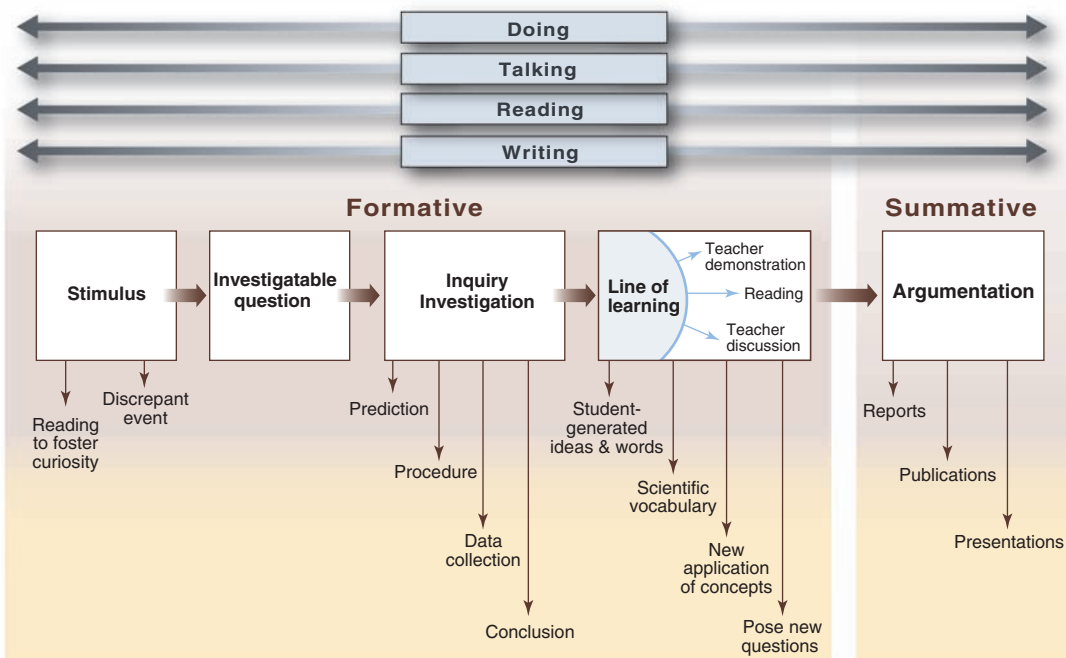 Doing
Talking
Reading
Writing
Formative
Summative
Stimulus
Investigatable
question
Inquiry
Investigation
Line of
learning
Teacher
demonstration
Reading
Teacher
discussion
Argumentation
Reading
to foster
curiosity
Discrepant
event
Prediction
Procedure
Data
collection
Conclusion
Student-
generated
ideas & words
Scientific
vocabulary
New
application
of concepts
Pose new
questions
Reports
Publications
Presentations